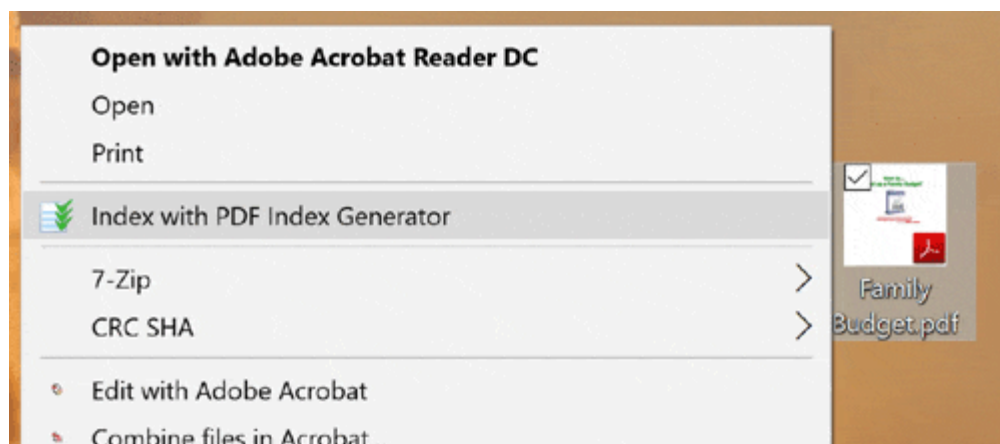 Open with Adobe Acrobat Reader DC
Open
Print
Index with PDF Index Generator
7-Zip
CRC SHA
Edit with Adobe Acrobat
Combine files in Acrobat...
Family
Budget.pdf